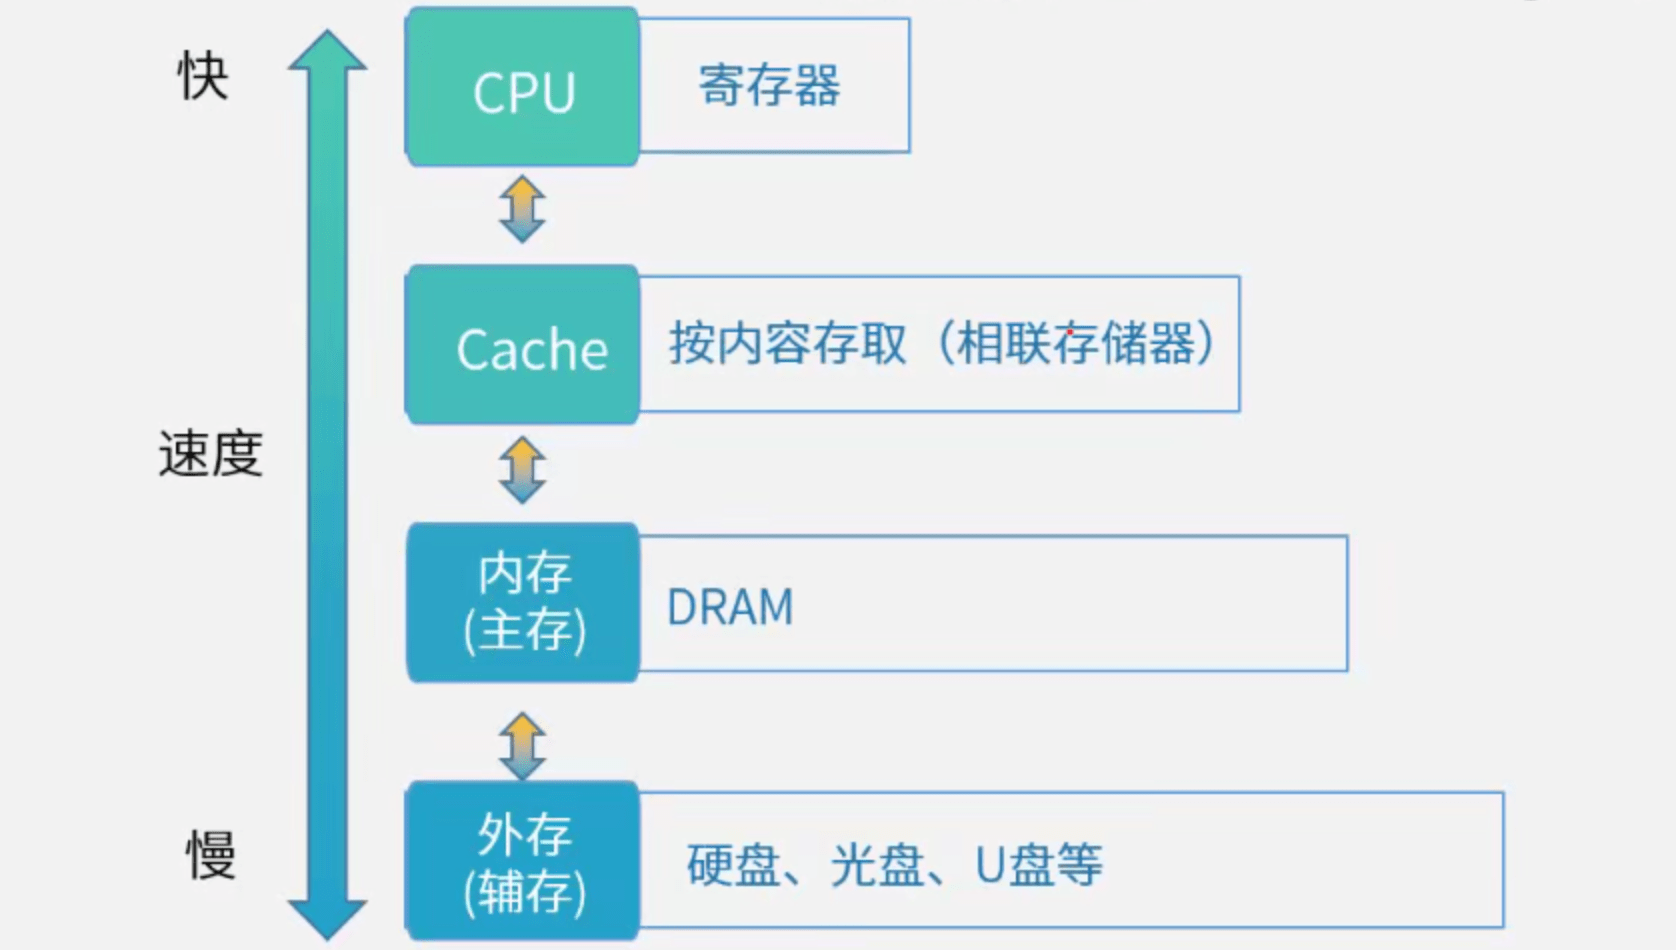 快
CPU
寄存器
Cache
按内容存取（相联存储器）
速度
内存
(主存)
DRAM
慢
外存
(辅存)
硬盘、光盘、U盘等